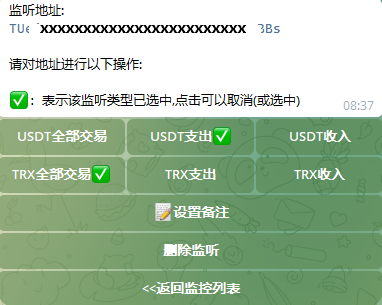 监听地址:
TUe xxxxxxxxxxxxxxxxxxxxxxxx 3Bs
请对地址进行以下操作:
✅：表示该监听类型已选中,点击可以取消(或选中)
08:37
USDT全部交易 USDT支出✅ USDT收入
TRX全部交易✅ TRX支出 TRX收入
📝设置备注
删除监听
<<返回监控列表